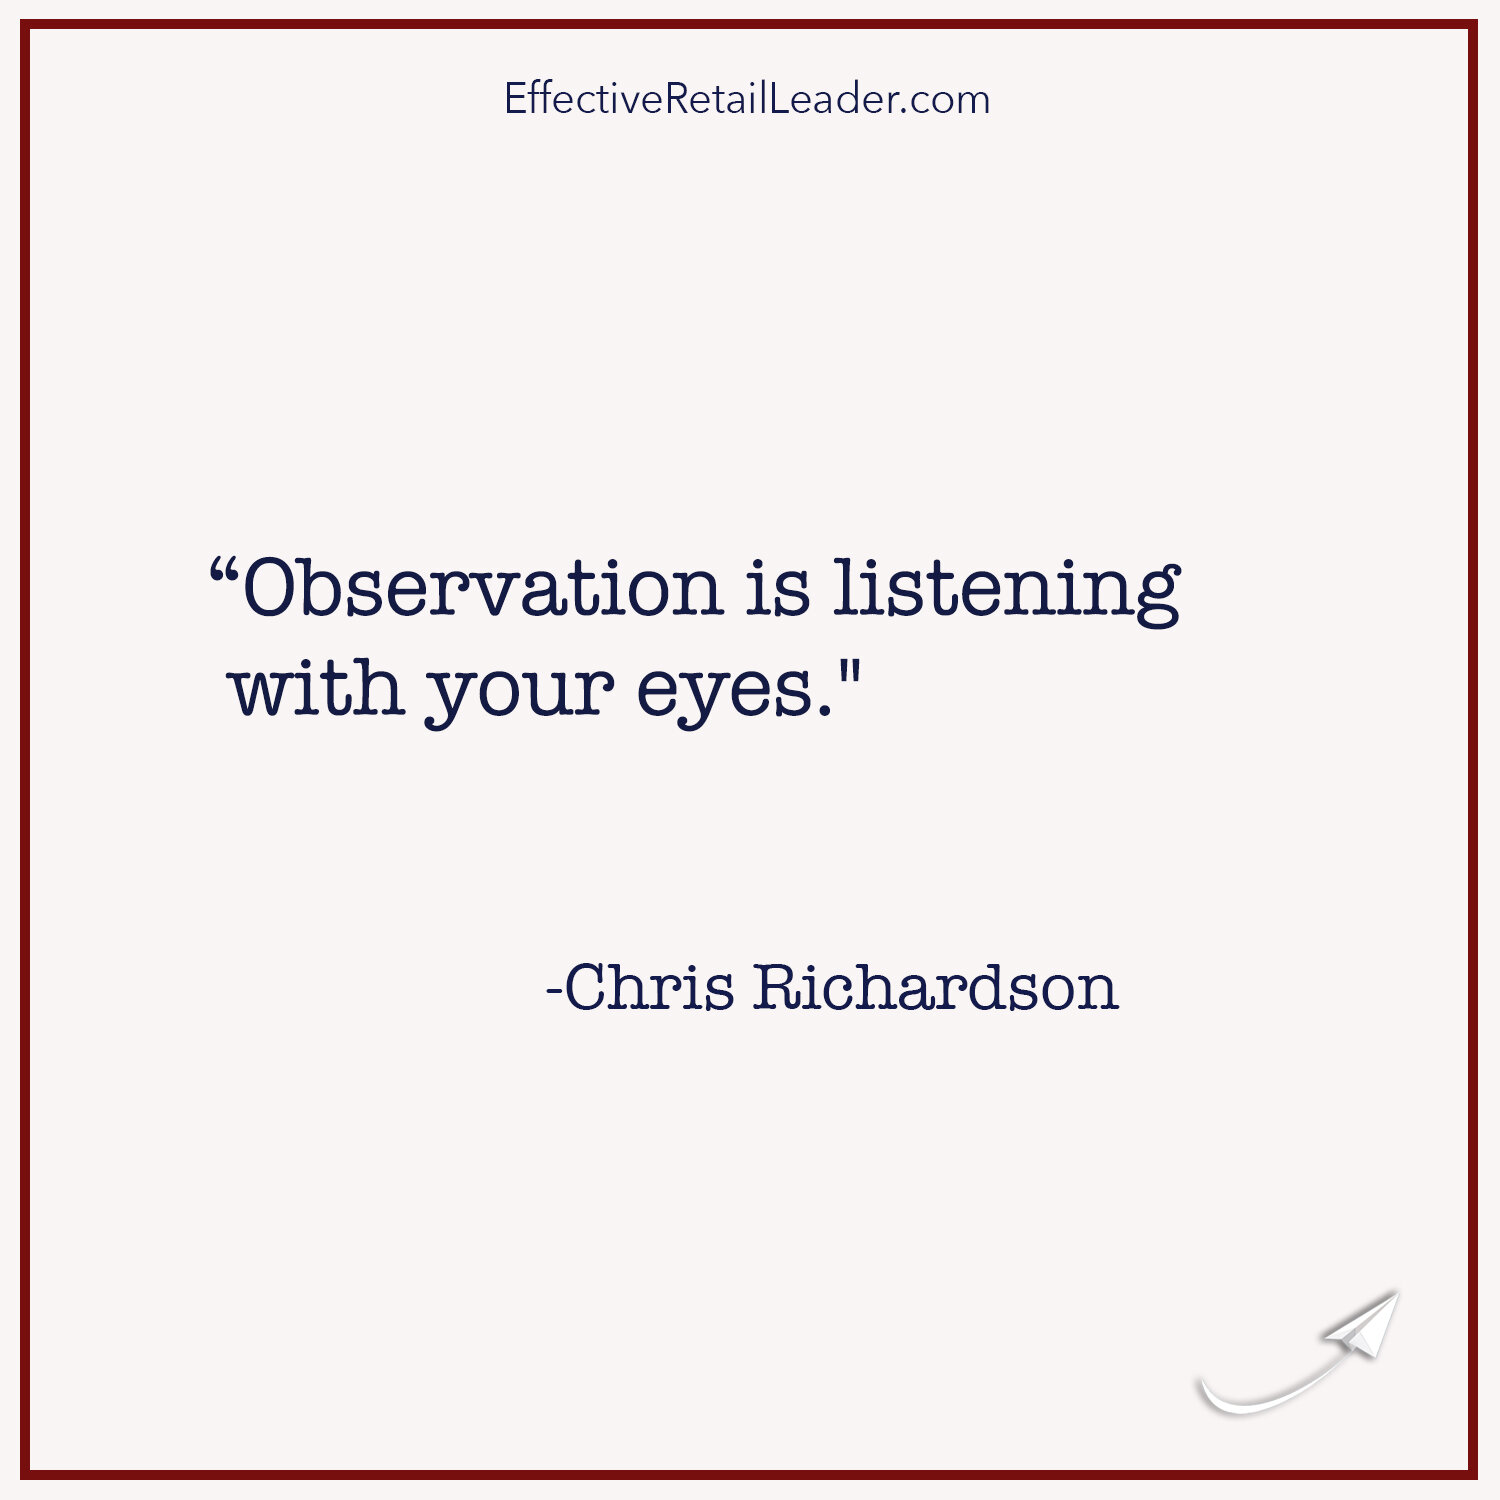 EffectiveRetailLeader.com
“Observation is listening
with your eyes."
-Chris Richardson